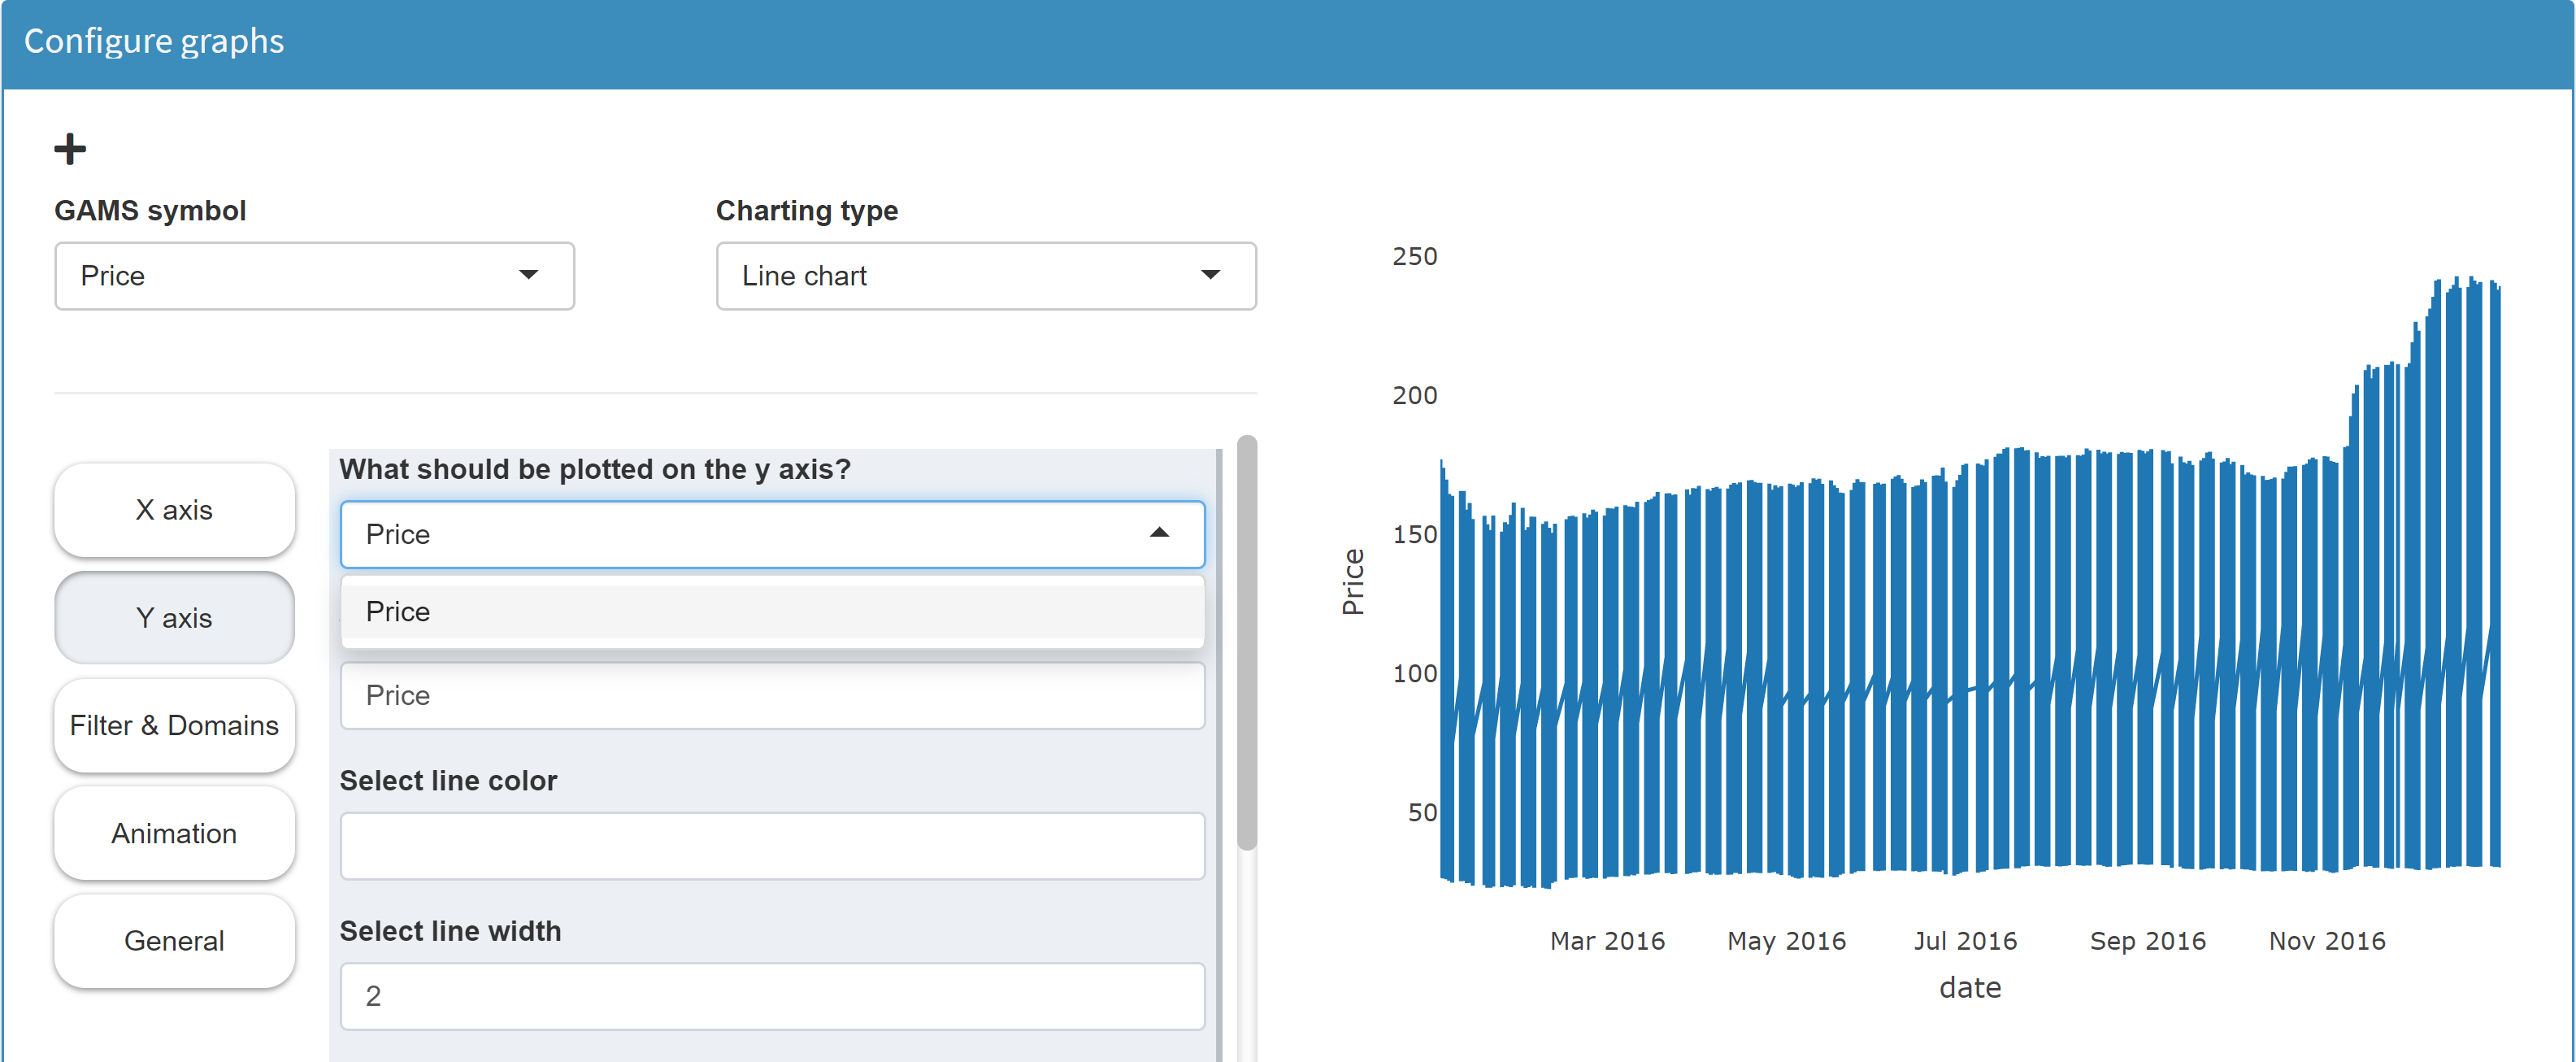 Configure graphs
GAMS symbol
Charting type
Price
Line chart
X axis
Y axis
Filter & Domains
Animation
General
What should be plotted on the y axis?
Price
Price
Price
Select line color
Select line width
2
250
200
150
100
50
Price
Mar 2016
May 2016
Jul 2016
Sep 2016
Nov 2016
date